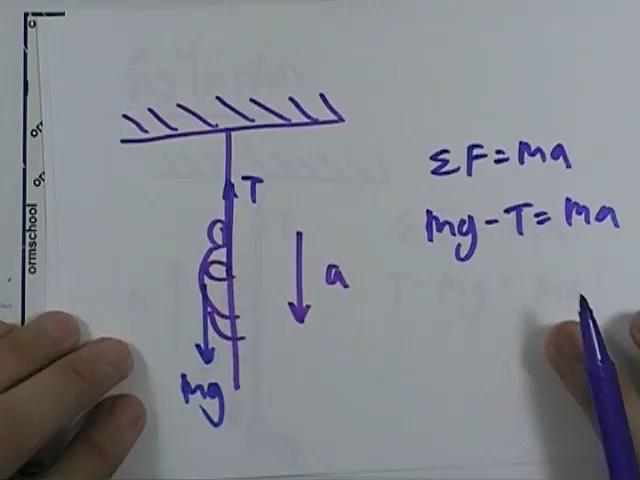 T
ΣF=ma
mg-T=ma
a
mg
ormschool